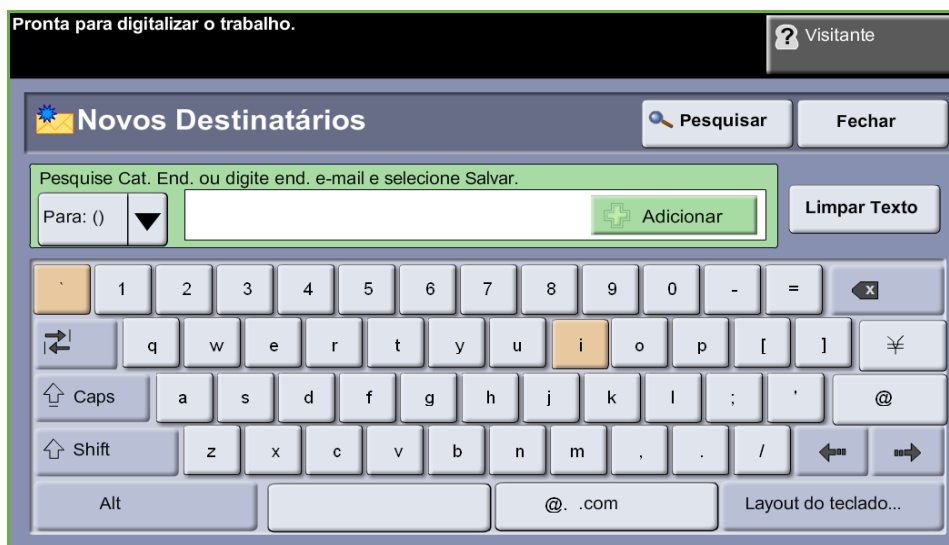 Pronta para digitalizar o trabalho.
? Visitante
Novos Destinatários
Pesquisar
Fechar
Pesquise Cat. End. ou digite end. e-mail e selecione Salvar.
Para: ()
Adicionar
Limpar Texto
` 1 2 3 4 5 6 7 8 9 0 - = x
q w e r t y u i o p [ ] ¥
Caps a s d f g h j k l ; ' @
Shift z x c v b n m , . /
Alt @. .com Layout do teclado...